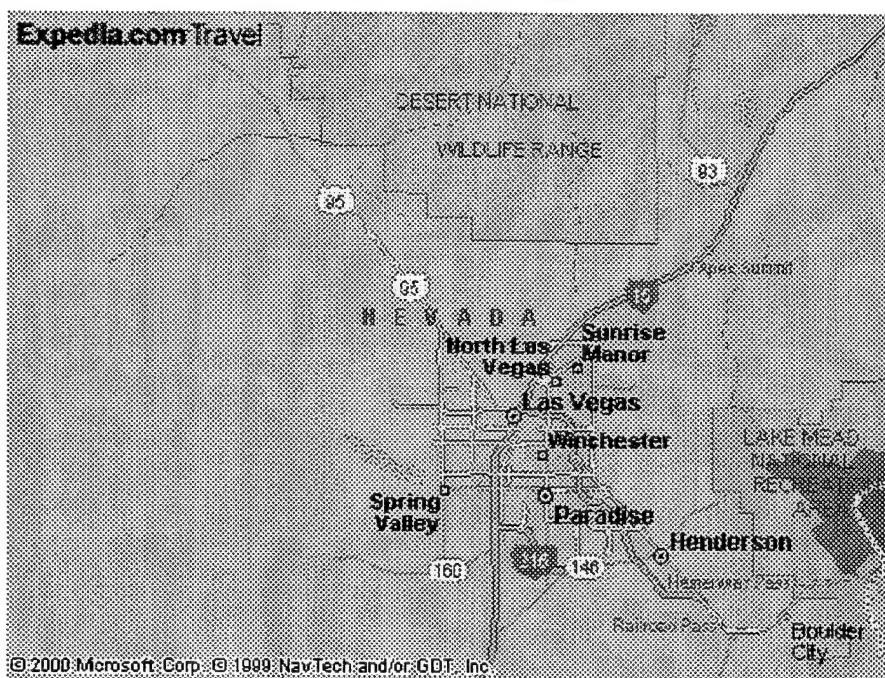 Expedia.com Travel
DESERT NATIONAL
WILDLIFE RANGE
93
95
95
Apex Summit
15
NEVADA
Sunrise
Manor
North Las
Vegas
Las Vegas
Winchester
LAKE MEAD
NATIONAL
Spring
Valley
Paradise
Henderson
160
146
Railroad Pass
Boulder
City
© 2000 Microsoft Corp © 1999 NavTech and/or GDT, Inc